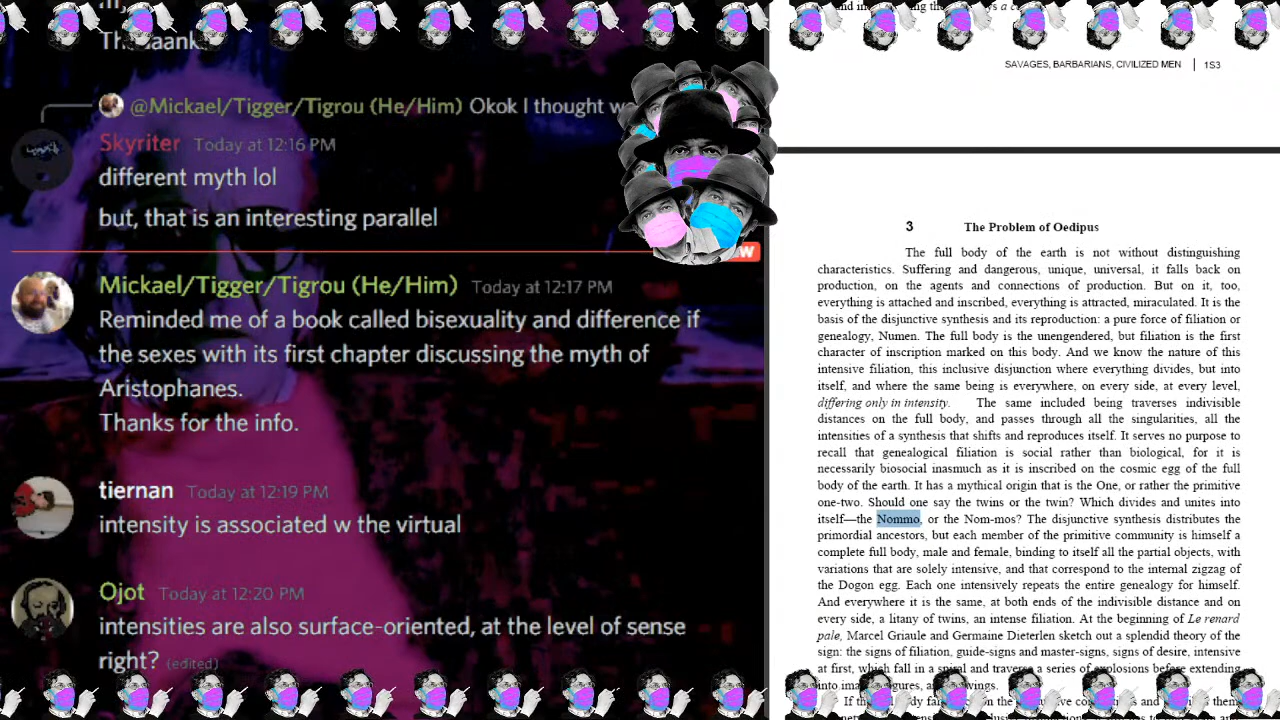 Thaaank
@Mickael/Tigger/Tigrou (He/Him) Okok I thought
Skyriter Today at 12:16 PM
different myth lol
but, that is an interesting parallel
Mickael/Tigger/Tigrou (He/Him) Today at 12:17 PM
Reminded me of a book called bisexuality and difference if
the sexes with its first chapter discussing the myth of
Aristophanes.
Thanks for the info.
tiernan Today at 12:19 PM
intensity is associated w the virtual
Ojot Today at 12:20 PM
intensities are also surface-oriented, at the level of sense
right? (edited)
SAVAGES, BARBARIANS, CIVILIZED MEN | 1S3
3 The Problem of Oedipus
The full body of the earth is not without distinguishing
characteristics. Suffering and dangerous, unique, universal, it falls back on
production, on the agents and connections of production. But on it, too,
everything is attached and inscribed, everything is attracted, miraculated. It is the
basis of the disjunctive synthesis and its reproduction: a pure force of filiation or
genealogy, Numen. The full body is the unengendered, but filiation is the first
character of inscription marked on this body. And we know the nature of this
intensive filiation, this inclusive disjunction where everything divides, but into
itself, and where the same being is everywhere, on every side, at every level,
differing only in intensity. The same included being traverses indivisible
distances on the full body, and passes through all the singularities, all the
intensities of a synthesis that shifts and reproduces itself. It serves no purpose to
recall that genealogical filiation is social rather than biological, for it is
necessarily biosocial inasmuch as it is inscribed on the cosmic egg of the full
body of the earth. It has a mythical origin that is the One, or rather the primitive
one-two. Should one say the twins or the twin? Which divides and unites into
itself—the Nommo, or the Nom-mos? The disjunctive synthesis distributes the
primordial ancestors, but each member of the primitive community is himself a
complete full body, male and female, binding to itself all the partial objects, with
variations that are solely intensive, and that correspond to the internal zigzag of
the Dogon egg. Each one intensively repeats the entire genealogy for himself.
And everywhere it is the same, at both ends of the indivisible distance and on
every side, a litany of twins, an intense filiation. At the beginning of Le renard
pale, Marcel Griaule and Germaine Dieterlen sketch out a splendid theory of the
sign: the signs of filiation, guide-signs and master-signs, signs of desire, intensive
at first, which fall in a spiral and traverse a series of explosions before extending
into